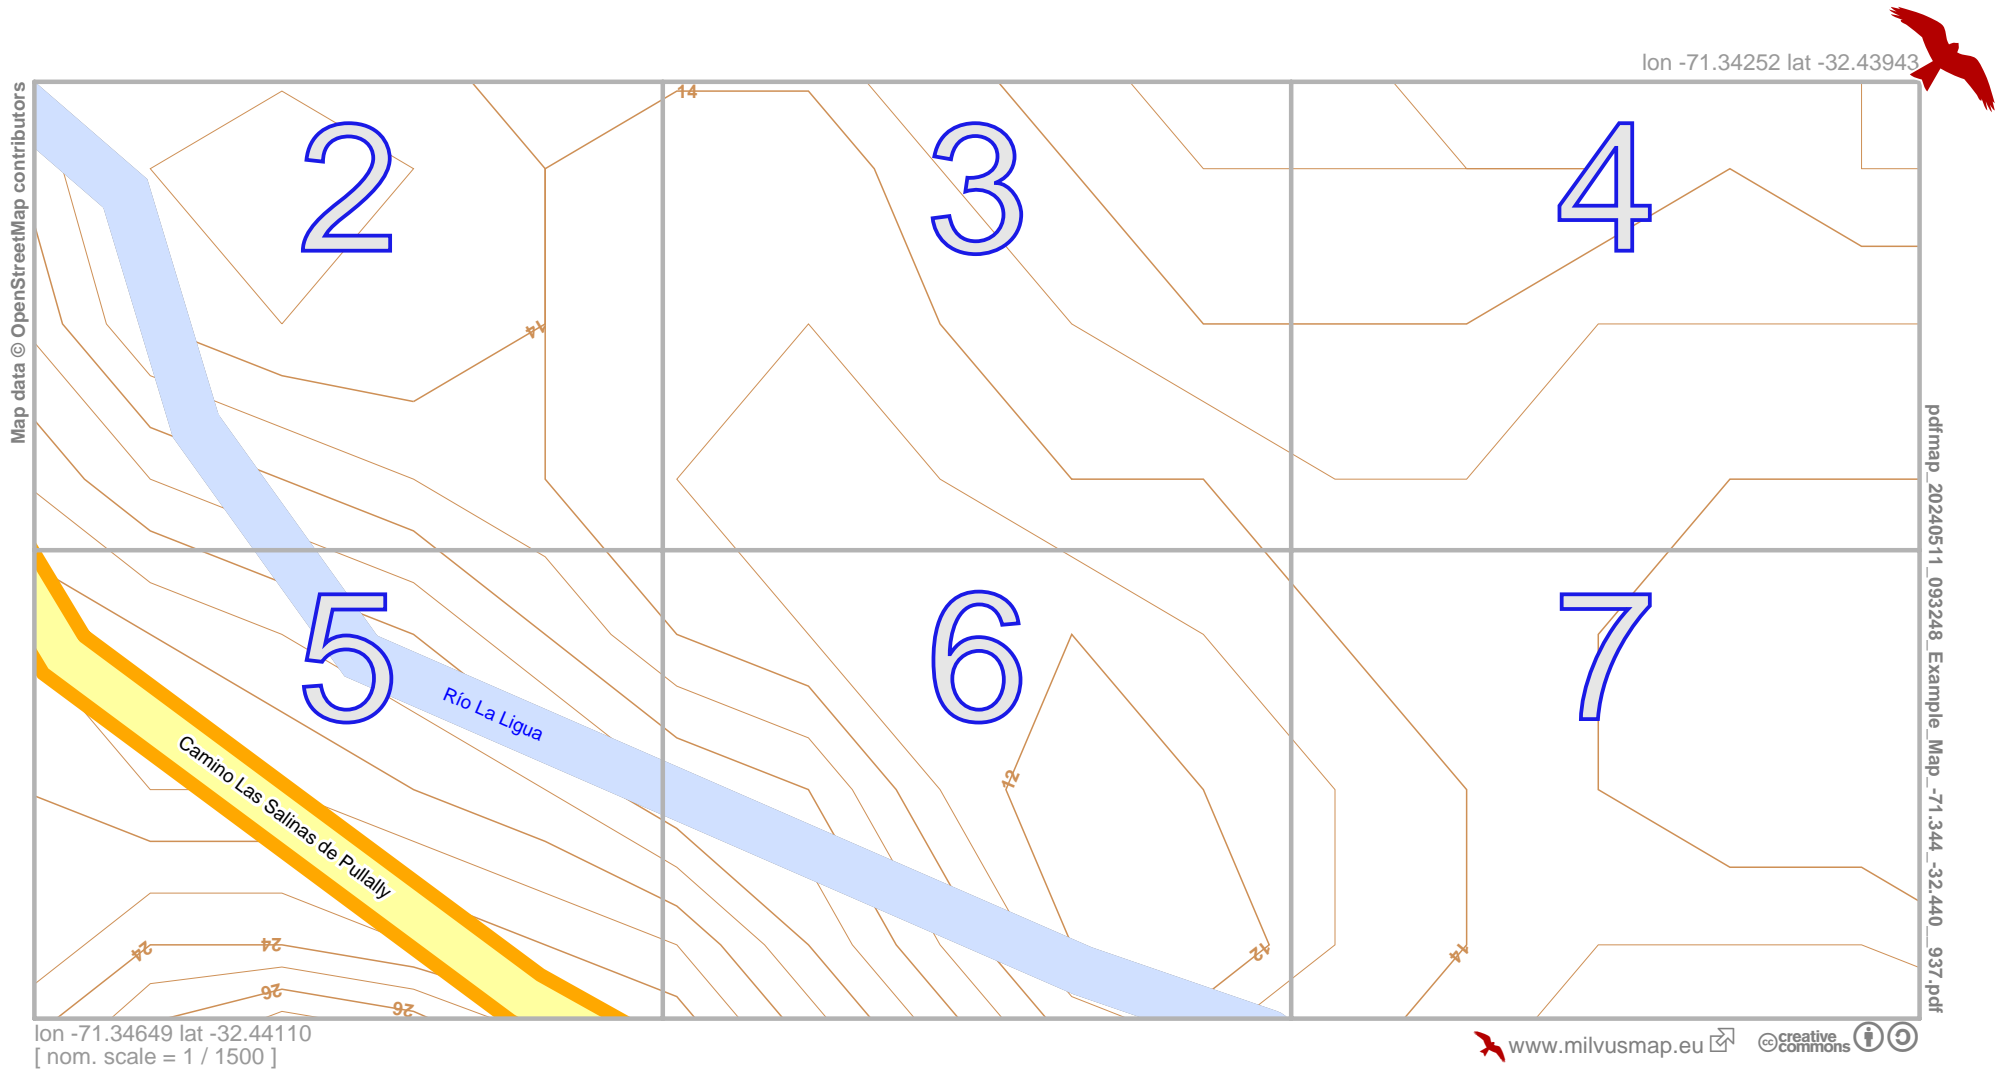 lon -71.34252 lat -32.43943
Map data © OpenStreetMap contributors
14
2
3
4
14
5
6
7
Río La Ligua
Camino Las Salinas de Pullally
12
12
14
24
24
26
26
pdfmap_20240511_093248_Example_Map_-71.344_-32.440__937.pdf
lon -71.34649 lat -32.44110
[ nom. scale = 1 / 1500 ]
www.milvusmap.eu
cc creative commons